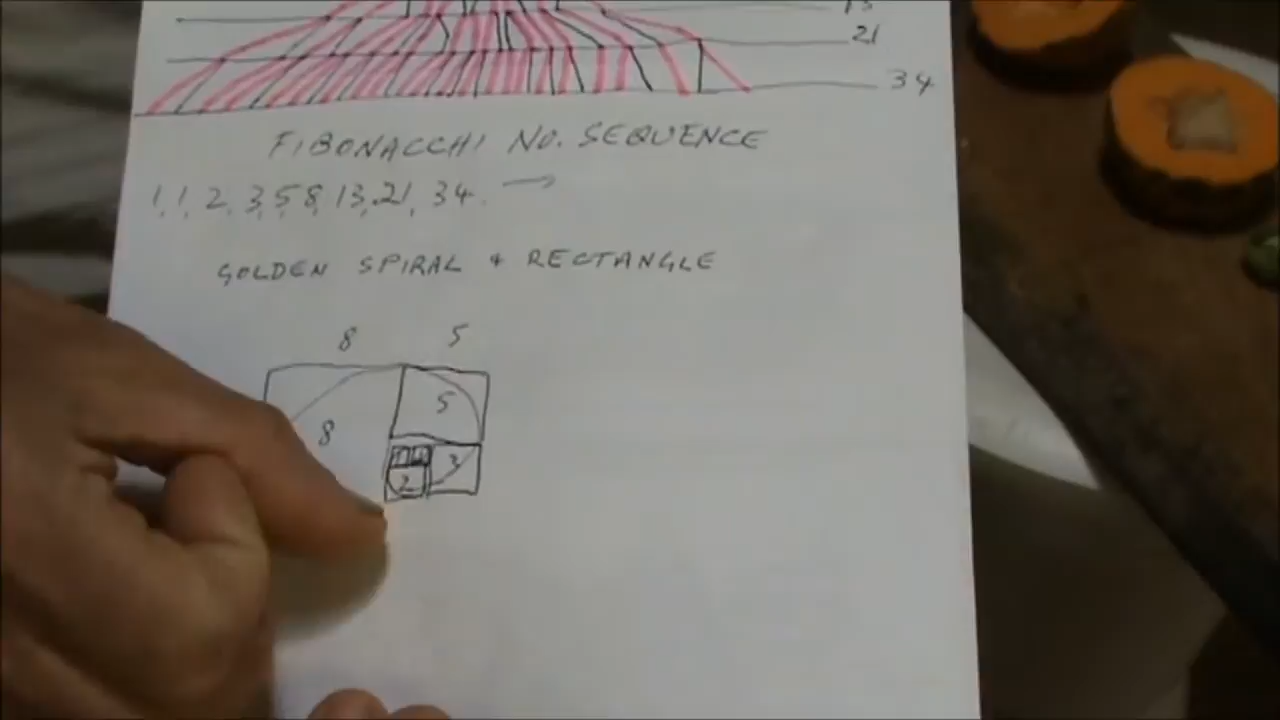 21
34
FIBONACCHI NO. SEQUENCE
1, 1, 2, 3, 5, 8, 13, 21, 34. →
GOLDEN SPIRAL & RECTANGLE
8 5
5
8
3
2